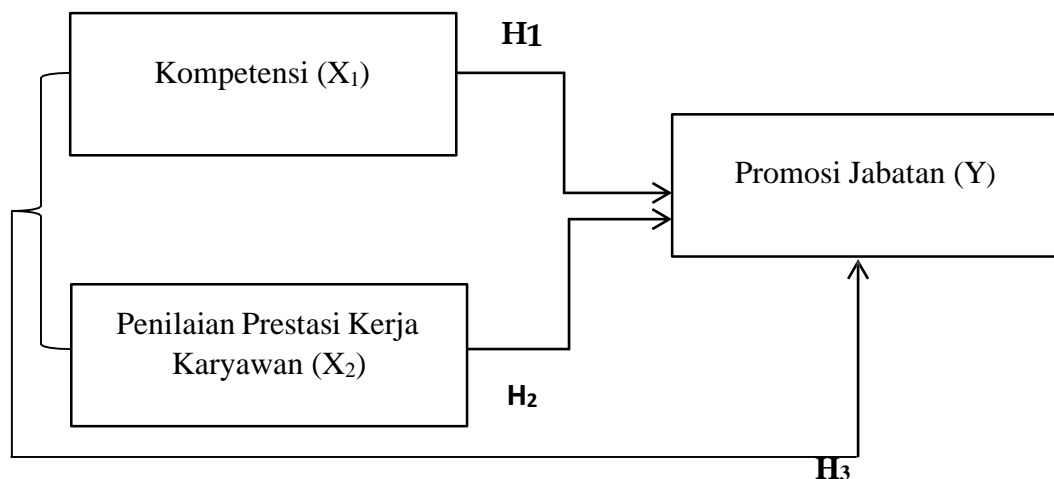 H1
Kompetensi (X₁)
Promosi Jabatan (Y)
Penilaian Prestasi Kerja
Karyawan (X₂)
H₂
H₃